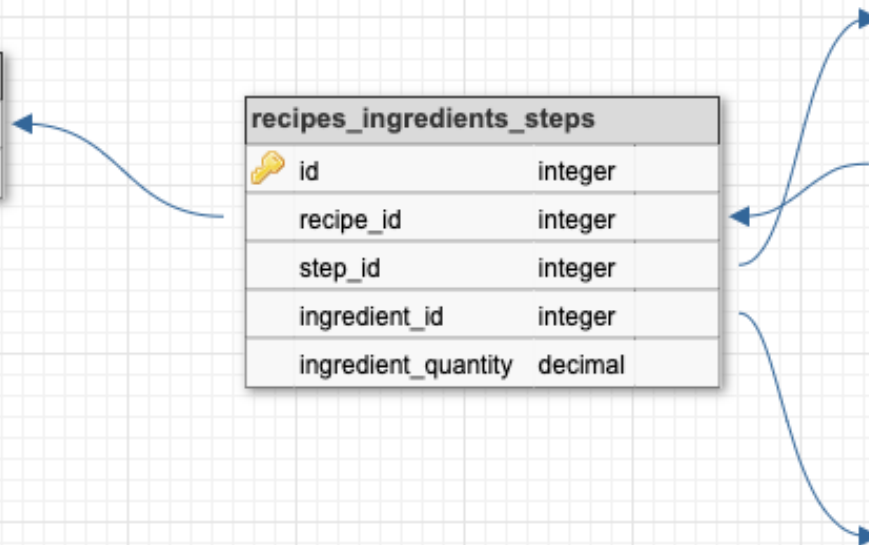 recipes_ingredients_steps
id integer
recipe_id integer
step_id integer
ingredient_id integer
ingredient_quantity decimal